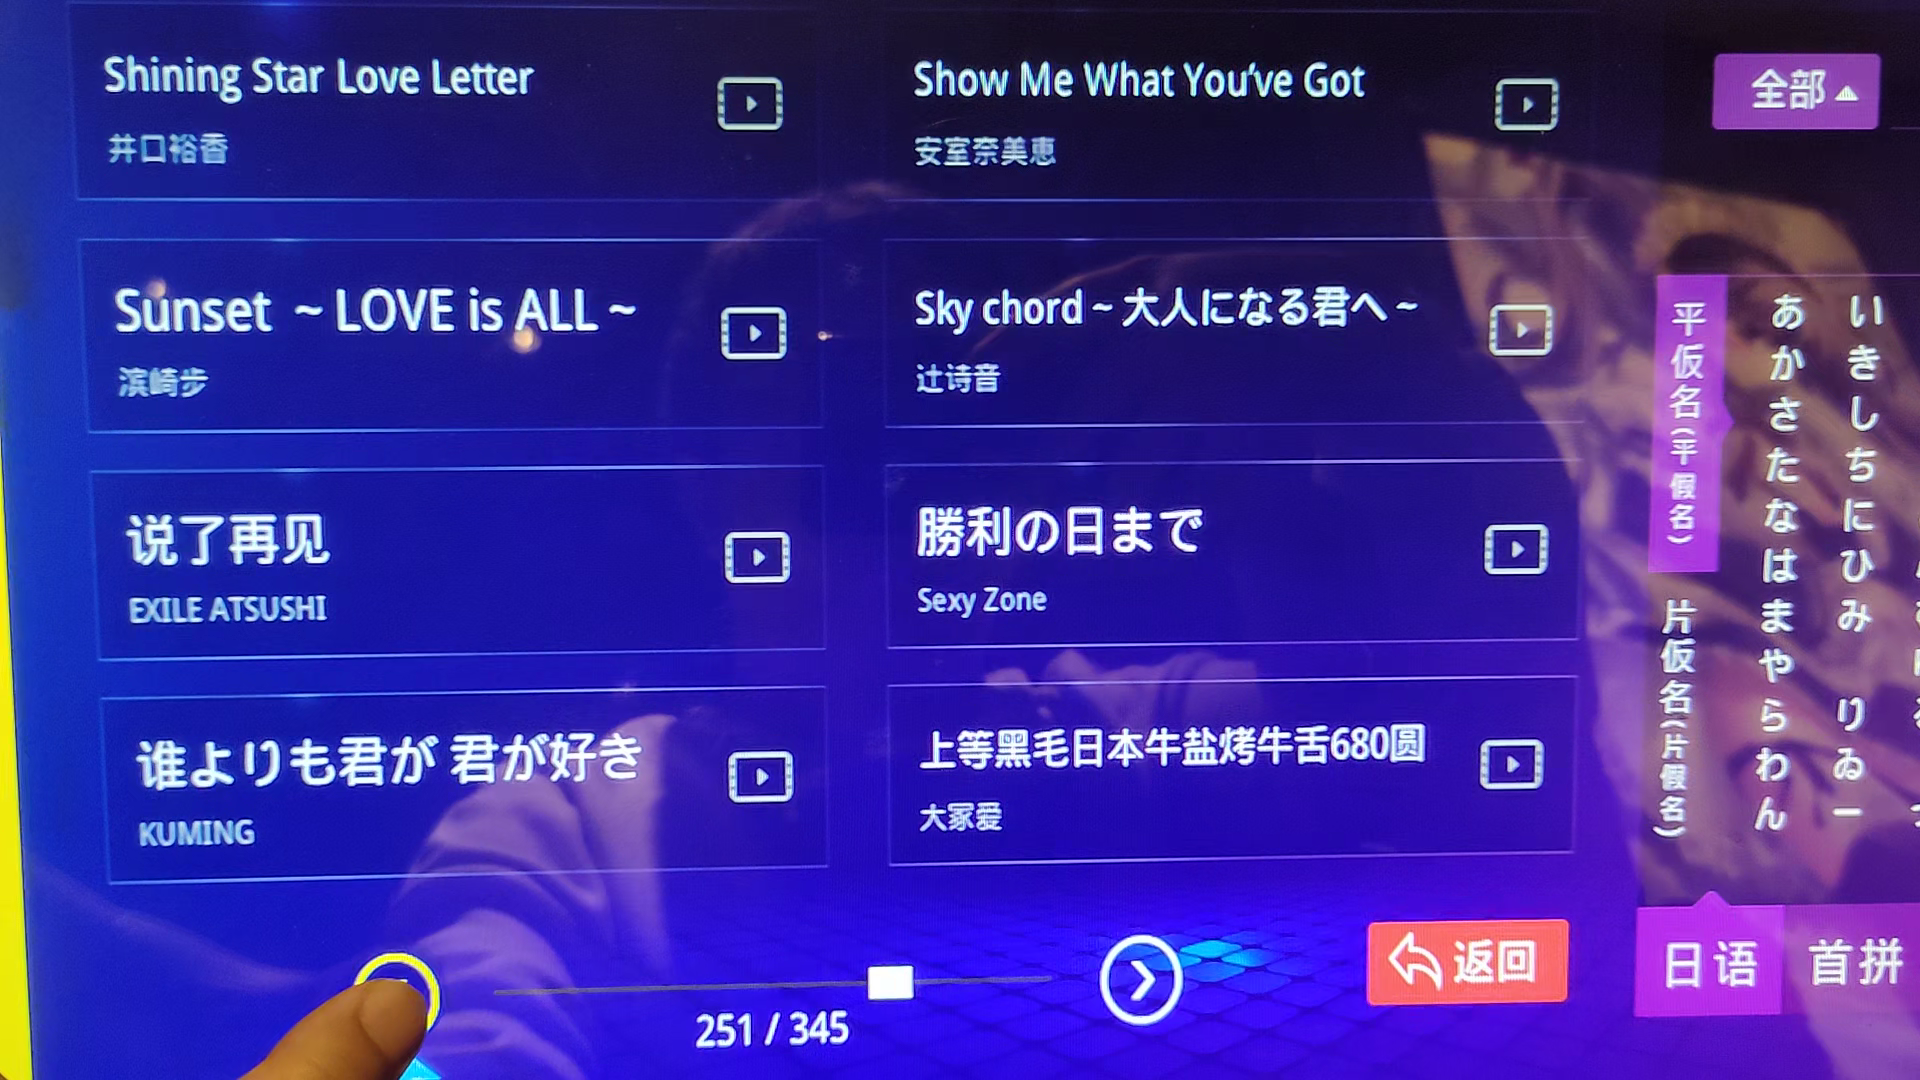 Shining Star Love Letter
井口裕香
Show Me What You've Got
安室奈美恵
Sunset ~ LOVE is ALL ~
滨崎步
Sky chord ~ 大人になる君へ ~
辻诗音
说了再见
EXILE ATSUSHI
勝利の日まで
Sexy Zone
谁よりも君が 君が好き
KUMING
上等黑毛日本牛盐烤牛舌680圆
大冢爱
251 / 345
返回
全部
平仮名(平假名)
片仮名(片假名)
あかさたなはまやらわん
いきしちにひみ りゐー
日语
首拼